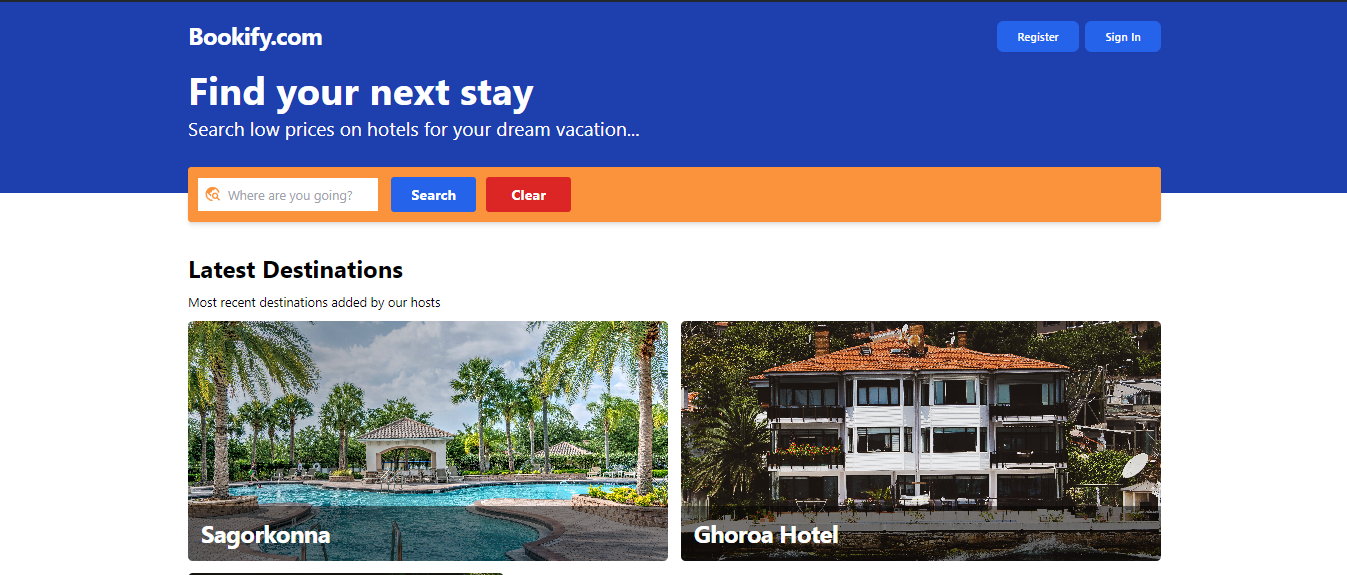 Bookify.com
Register
Sign In
Find your next stay
Search low prices on hotels for your dream vacation...
Where are you going?
Search
Clear
Latest Destinations
Most recent destinations added by our hosts
Sagorkonna
Ghoroa Hotel